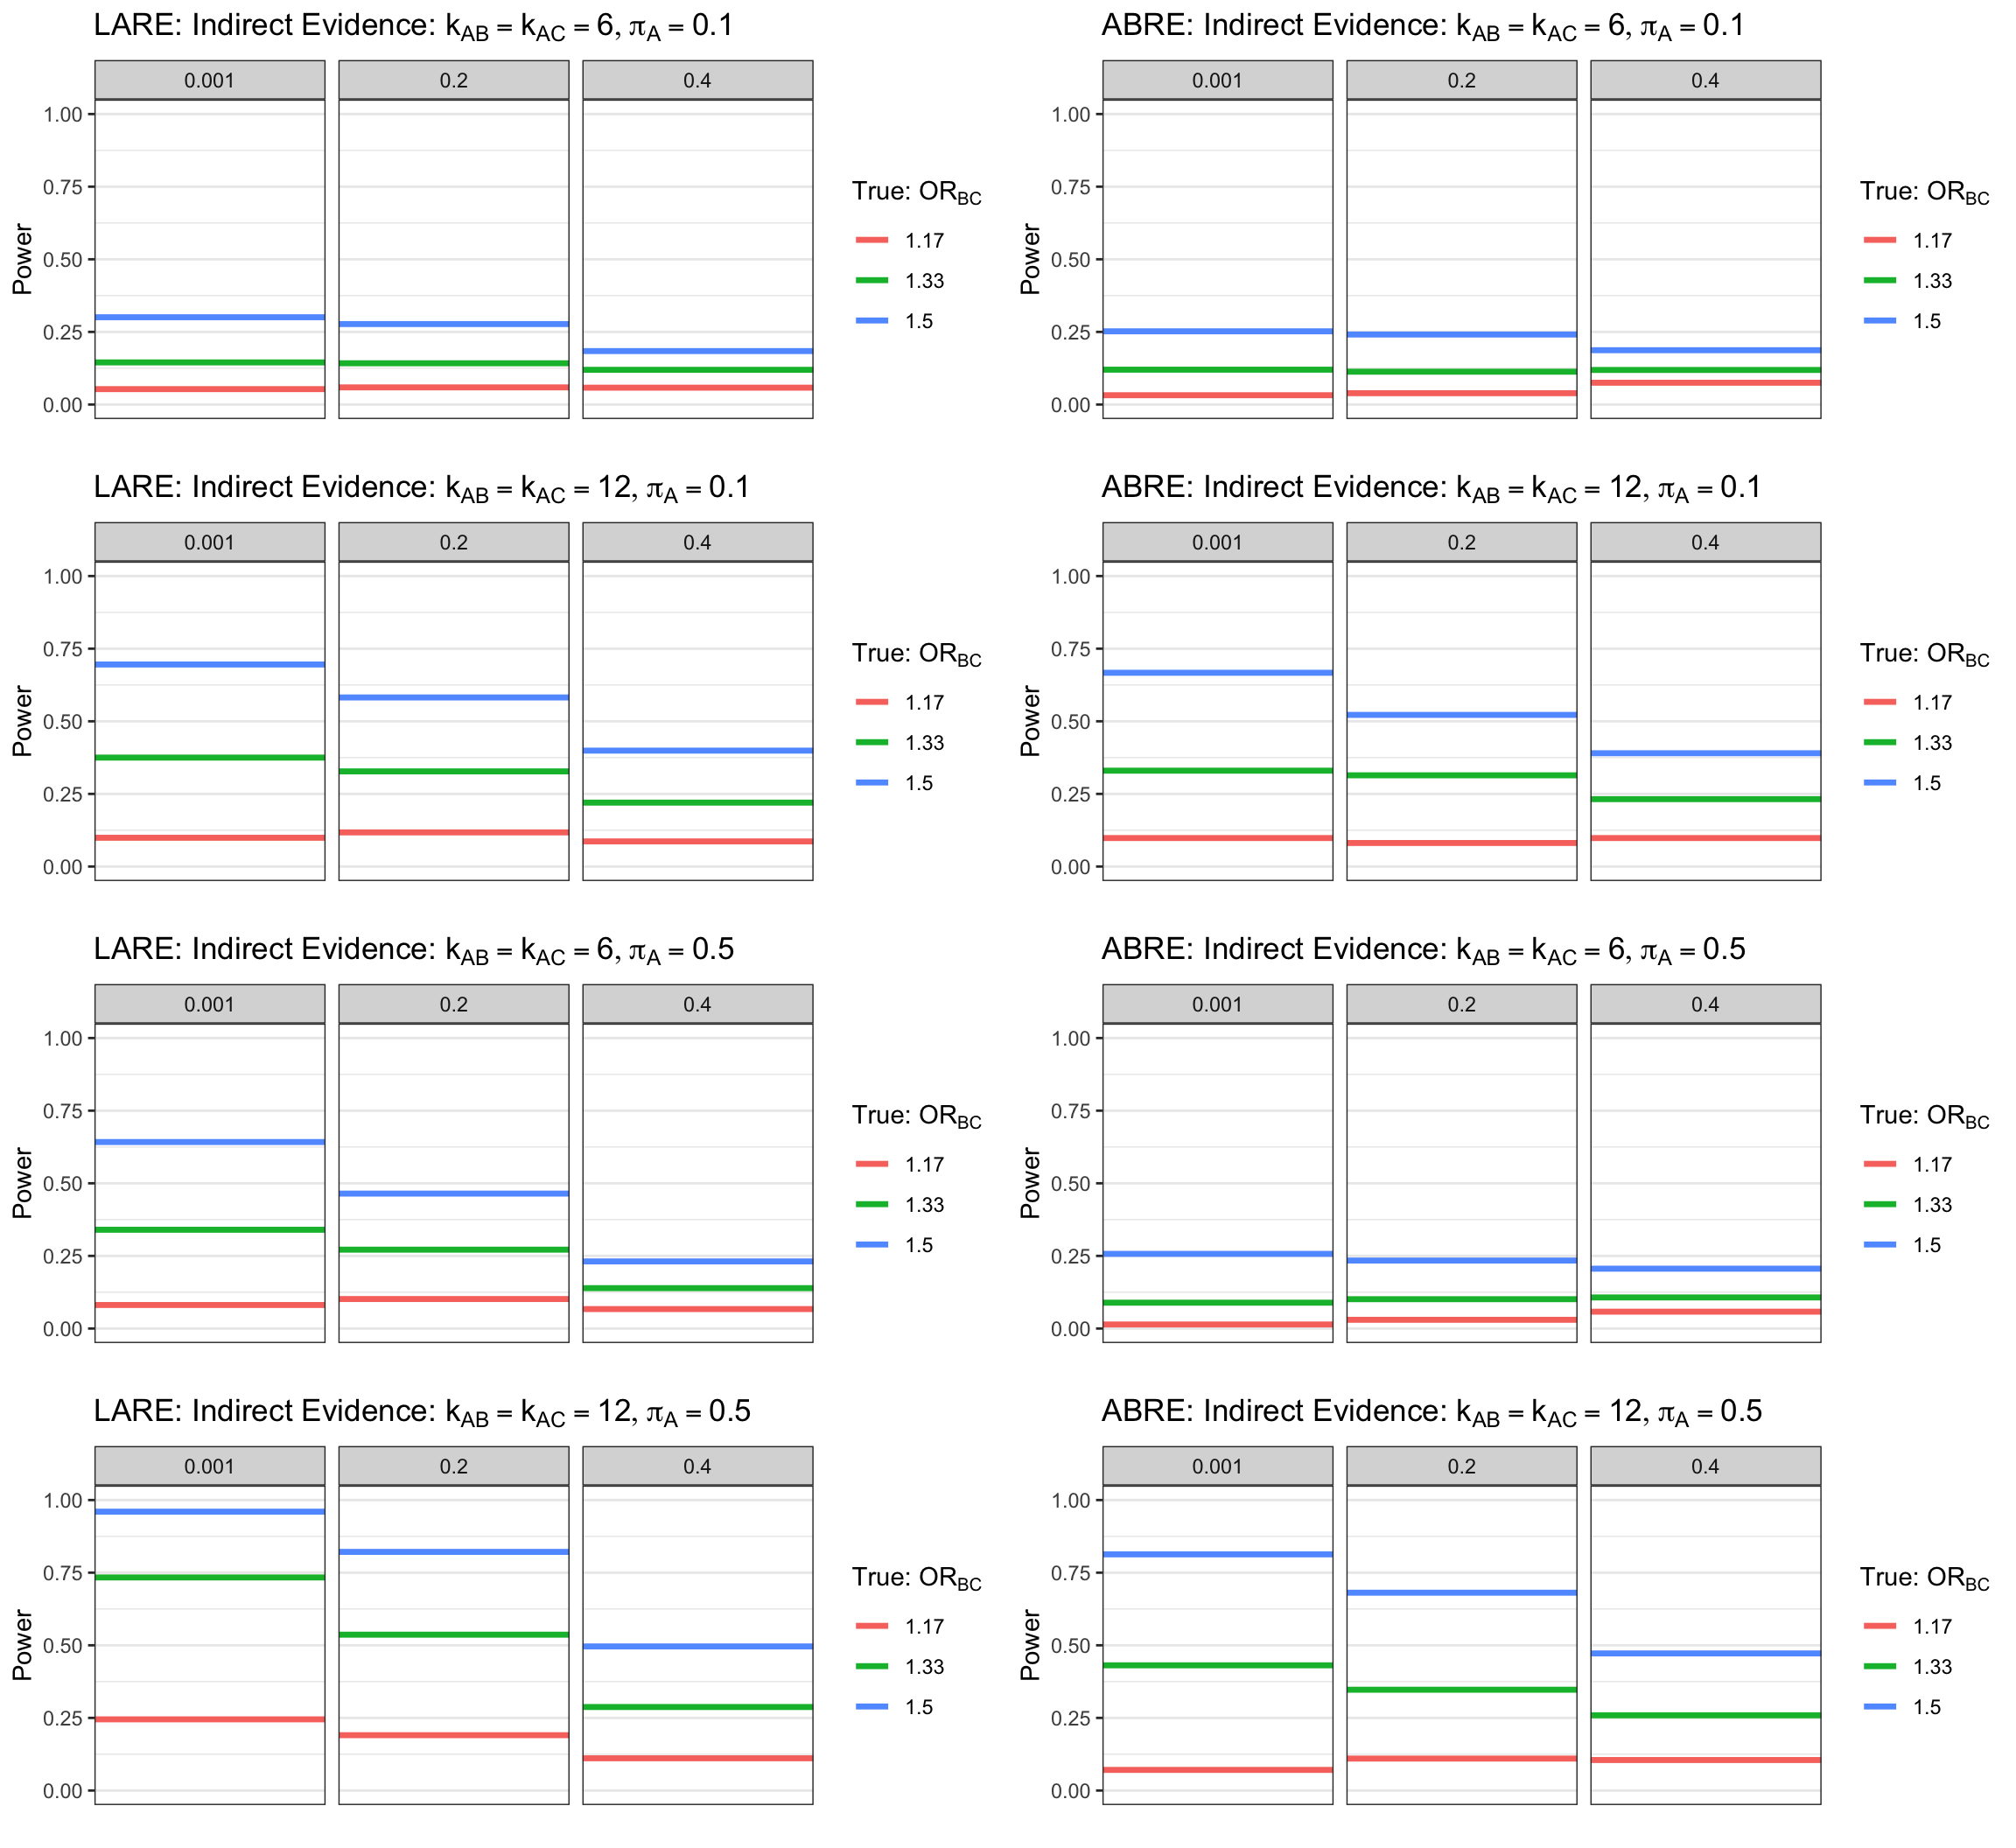 LARE: Indirect Evidence: kAB = kAC = 6, πA = 0.1
0.001 0.2 0.4
1.00
0.75
0.50
0.25
0.00
Power
True: ORBC
1.17
1.33
1.5
ABRE: Indirect Evidence: kAB = kAC = 6, πA = 0.1
0.001 0.2 0.4
1.00
0.75
0.50
0.25
0.00
Power
True: ORBC
1.17
1.33
1.5
LARE: Indirect Evidence: kAB = kAC = 12, πA = 0.1
0.001 0.2 0.4
1.00
0.75
0.50
0.25
0.00
Power
True: ORBC
1.17
1.33
1.5
ABRE: Indirect Evidence: kAB = kAC = 12, πA = 0.1
0.001 0.2 0.4
1.00
0.75
0.50
0.25
0.00
Power
True: ORBC
1.17
1.33
1.5
LARE: Indirect Evidence: kAB = kAC = 6, πA = 0.5
0.001 0.2 0.4
1.00
0.75
0.50
0.25
0.00
Power
True: ORBC
1.17
1.33
1.5
ABRE: Indirect Evidence: kAB = kAC = 6, πA = 0.5
0.001 0.2 0.4
1.00
0.75
0.50
0.25
0.00
Power
True: ORBC
1.17
1.33
1.5
LARE: Indirect Evidence: kAB = kAC = 12, πA = 0.5
0.001 0.2 0.4
1.00
0.75
0.50
0.25
0.00
Power
True: ORBC
1.17
1.33
1.5
ABRE: Indirect Evidence: kAB = kAC = 12, πA = 0.5
0.001 0.2 0.4
1.00
0.75
0.50
0.25
0.00
Power
True: ORBC
1.17
1.33
1.5